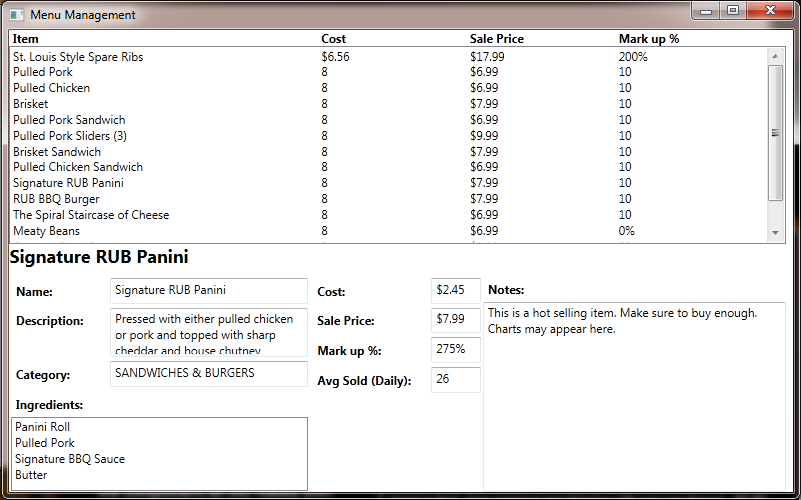 Menu Management
Item Cost Sale Price Mark up %
St. Louis Style Spare Ribs $6.56 $17.99 200%
Pulled Pork 8 $6.99 10
Pulled Chicken 8 $6.99 10
Brisket 8 $7.99 10
Pulled Pork Sandwich 8 $6.99 10
Pulled Pork Sliders (3) 8 $9.99 10
Brisket Sandwich 8 $7.99 10
Pulled Chicken Sandwich 8 $6.99 10
Signature RUB Panini 8 $7.99 10
RUB BBQ Burger 8 $7.99 10
The Spiral Staircase of Cheese 8 $6.99 10
Meaty Beans 8 $6.99 0%
Signature RUB Panini
Name: Signature RUB Panini
Description: Pressed with either pulled chicken
or pork and topped with sharp
cheddar and house chutney
Category: SANDWICHES & BURGERS
Ingredients:
Panini Roll
Pulled Pork
Signature BBQ Sauce
Butter
Cost: $2.45
Sale Price: $7.99
Mark up %: 275%
Avg Sold (Daily): 26
Notes:
This is a hot selling item. Make sure to buy enough.
Charts may appear here.